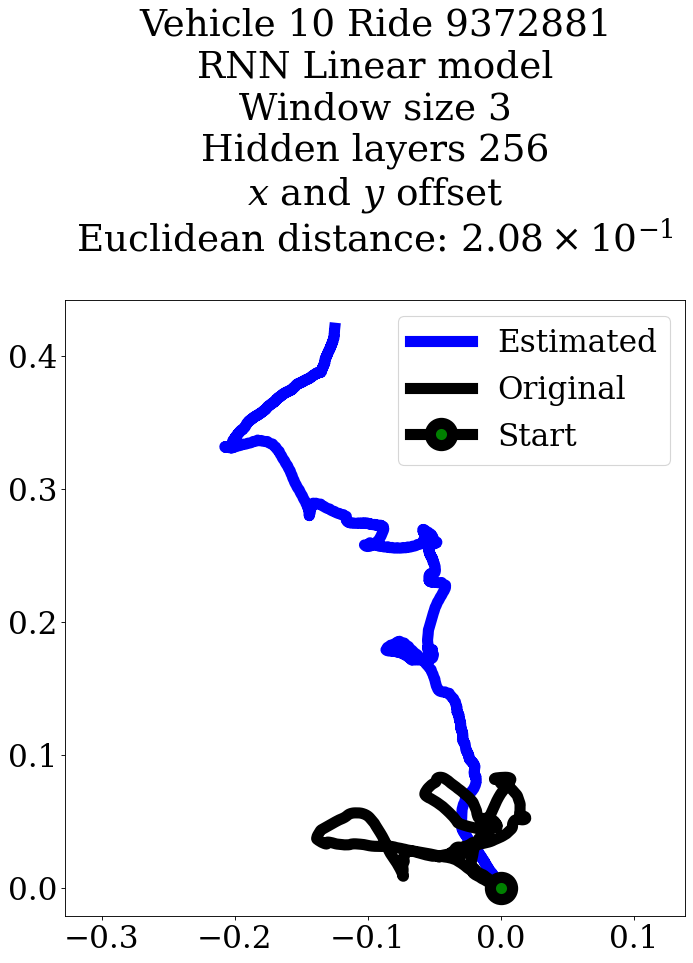 Vehicle 10 Ride 9372881
RNN Linear model
Window size 3
Hidden layers 256
x and y offset
Euclidean distance: 2.08 × 10⁻¹
Estimated
Original
Start
0.4
0.3
0.2
0.1
0.0
−0.3 −0.2 −0.1 0.0 0.1